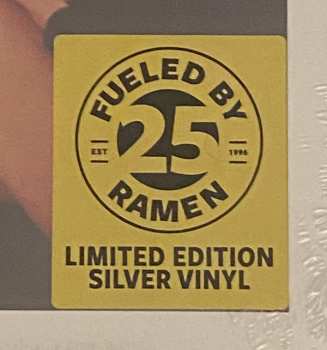 FUELED BY
25
EST 1996
RAMEN
LIMITED EDITION
SILVER VINYL